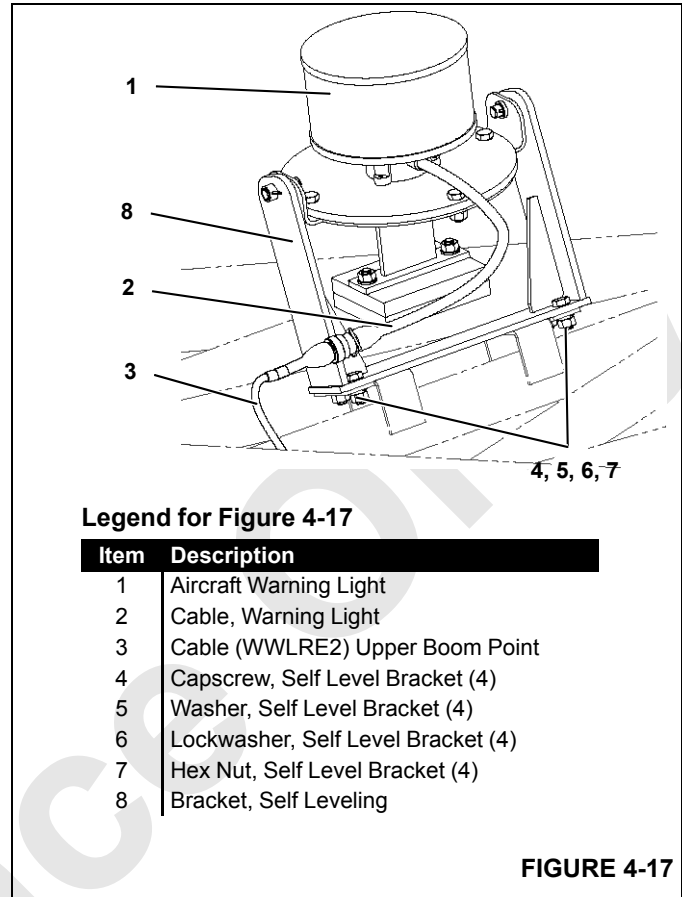 1
8
2
3
4, 5, 6, 7
Legend for Figure 4-17
Item Description
1 Aircraft Warning Light
2 Cable, Warning Light
3 Cable (WWLRE2) Upper Boom Point
4 Capscrew, Self Level Bracket (4)
5 Washer, Self Level Bracket (4)
6 Lockwasher, Self Level Bracket (4)
7 Hex Nut, Self Level Bracket (4)
8 Bracket, Self Leveling
FIGURE 4-17